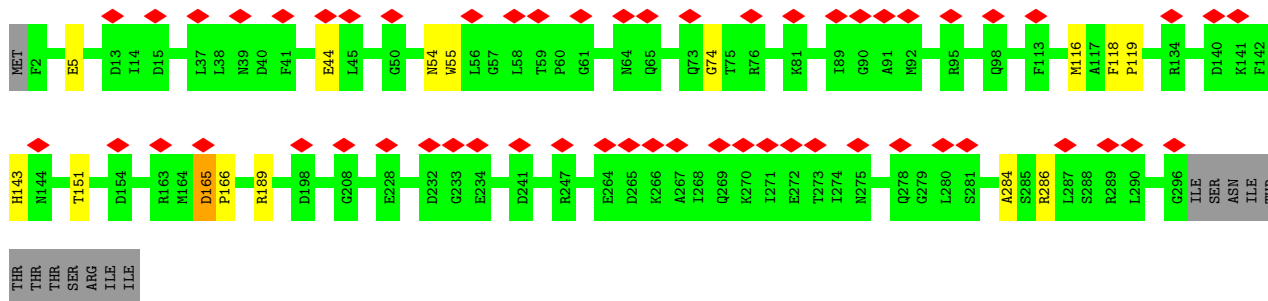 MET F2 E5 D13 I14 D15 L37 L38 N39 D40 F41 E44 L45 G50 N54 W55 L56 G57 L58 T59 P60 G61 N64 Q65 Q73 G74 T75 R76 K81 I89 G90 A91 M92 R95 Q98 F113 M116 A117 F118 P119 R134 D140 K141 F142
H143 N144 T151 D154 R163 M164 D165 P166 R189 D198 G208 E228 D232 G233 E234 D241 R247 E264 D265 K266 A267 I268 Q269 K270 I271 E272 T273 I274 N275 Q278 G279 L280 S281 A284 S285 R286 L287 S288 R289 L290 G296 ILE SER ASN ILE
THR THR THR SER ARG ILE ILE